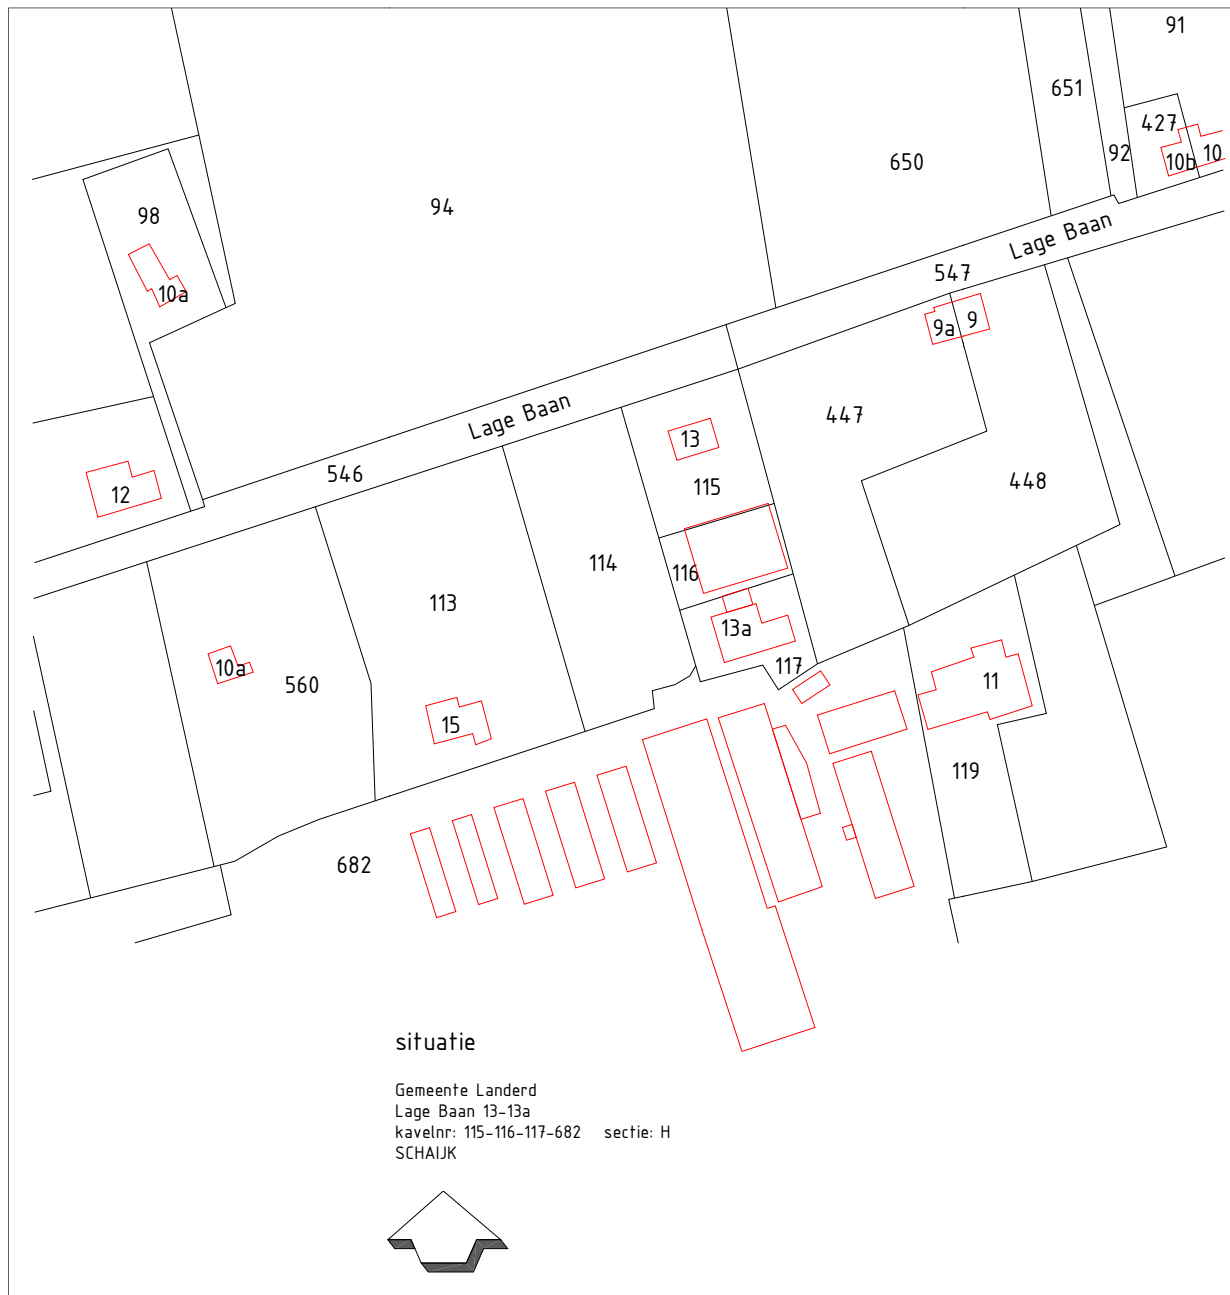 91
651
427
92
10b
10
650
94
98
Lage Baan
547
10a
9a
9
Lage Baan
447
13
546
448
115
12
114
116
113
13a
117
10a
560
11
15
119
682
situatie
Gemeente Landerd
Lage Baan 13-13a
kavelnr: 115-116-117-682 sectie: H
SCHAIJK